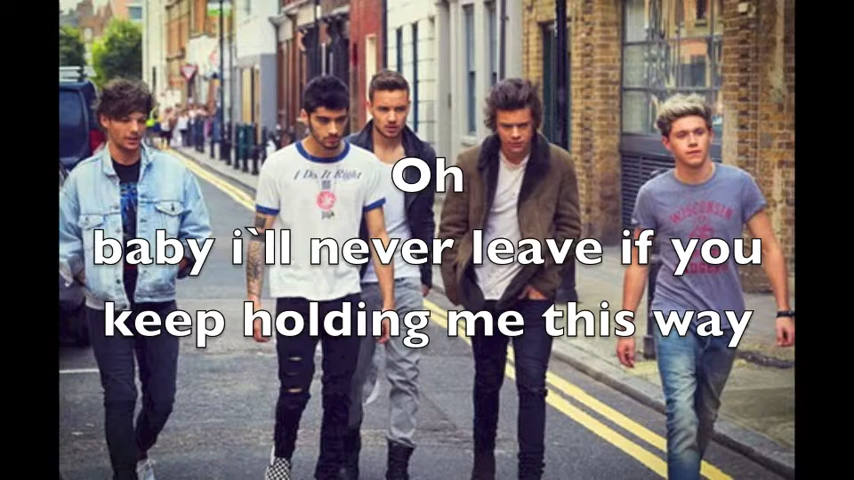 I Do It Right
WISCONSIN
Oh
baby i`ll never leave if you
keep holding me this way